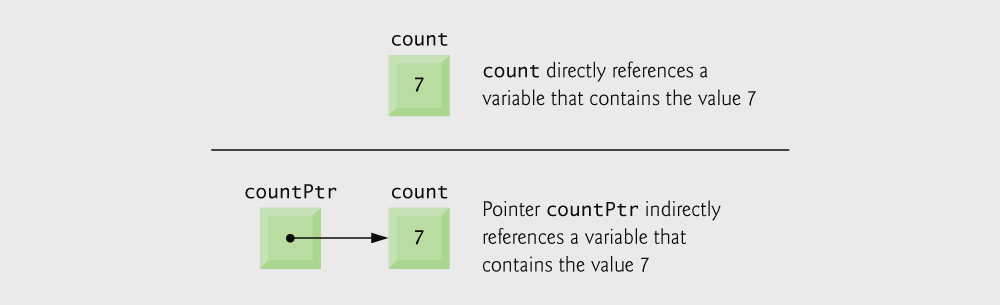 count
7
count directly references a
variable that contains the value 7
countPtr
count
7
Pointer countPtr indirectly
references a variable that
contains the value 7